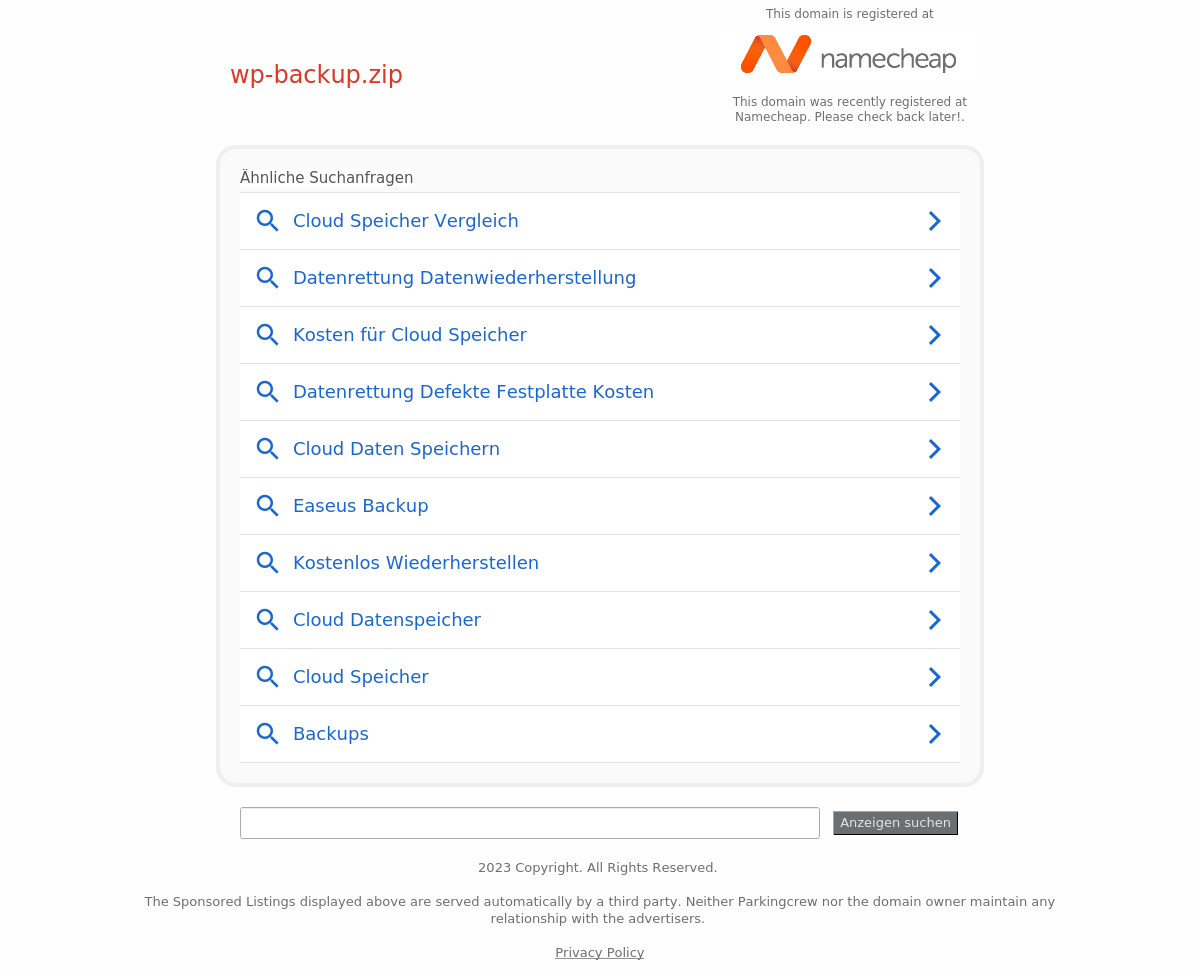 This domain is registered at
namecheap
wp-backup.zip
This domain was recently registered at
Namecheap. Please check back later!.
Ähnliche Suchanfragen
Cloud Speicher Vergleich
Datenrettung Datenwiederherstellung
Kosten für Cloud Speicher
Datenrettung Defekte Festplatte Kosten
Cloud Daten Speichern
Easeus Backup
Kostenlos Wiederherstellen
Cloud Datenspeicher
Cloud Speicher
Backups
Anzeigen suchen
2023 Copyright. All Rights Reserved.
The Sponsored Listings displayed above are served automatically by a third party. Neither Parkingcrew nor the domain owner maintain any
relationship with the advertisers.
Privacy Policy